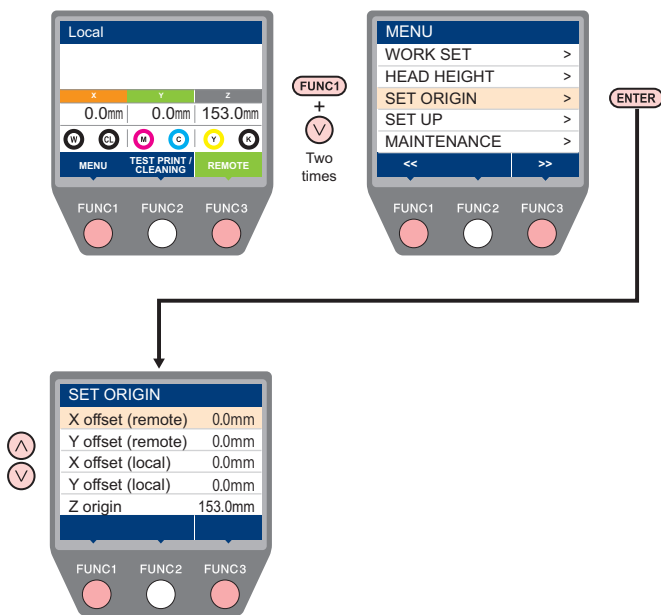 Local
X Y Z
0.0mm 0.0mm 153.0mm
W CL M C Y K
MENU TEST PRINT / CLEANING REMOTE
FUNC1 FUNC2 FUNC3
FUNC1
+
Two
times
MENU
WORK SET >
HEAD HEIGHT >
SET ORIGIN >
SET UP >
MAINTENANCE >
<< >>
FUNC1 FUNC2 FUNC3
ENTER
SET ORIGIN
X offset (remote) 0.0mm
Y offset (remote) 0.0mm
X offset (local) 0.0mm
Y offset (local) 0.0mm
Z origin 153.0mm
FUNC1 FUNC2 FUNC3